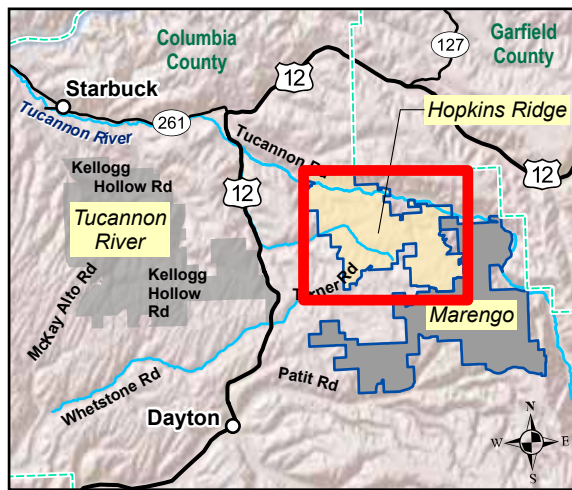 Columbia
County
Garfield
County
127
12
Hopkins Ridge
Starbuck
Tucannon River
261
Tucannon Rd
12
12
Kellogg
Hollow Rd
Tucannon
River
Kellogg
Hollow
Rd
McKay Alto Rd
Turner Rd
Marengo
Whetstone Rd
Patit Rd
Dayton
N
W
E
S